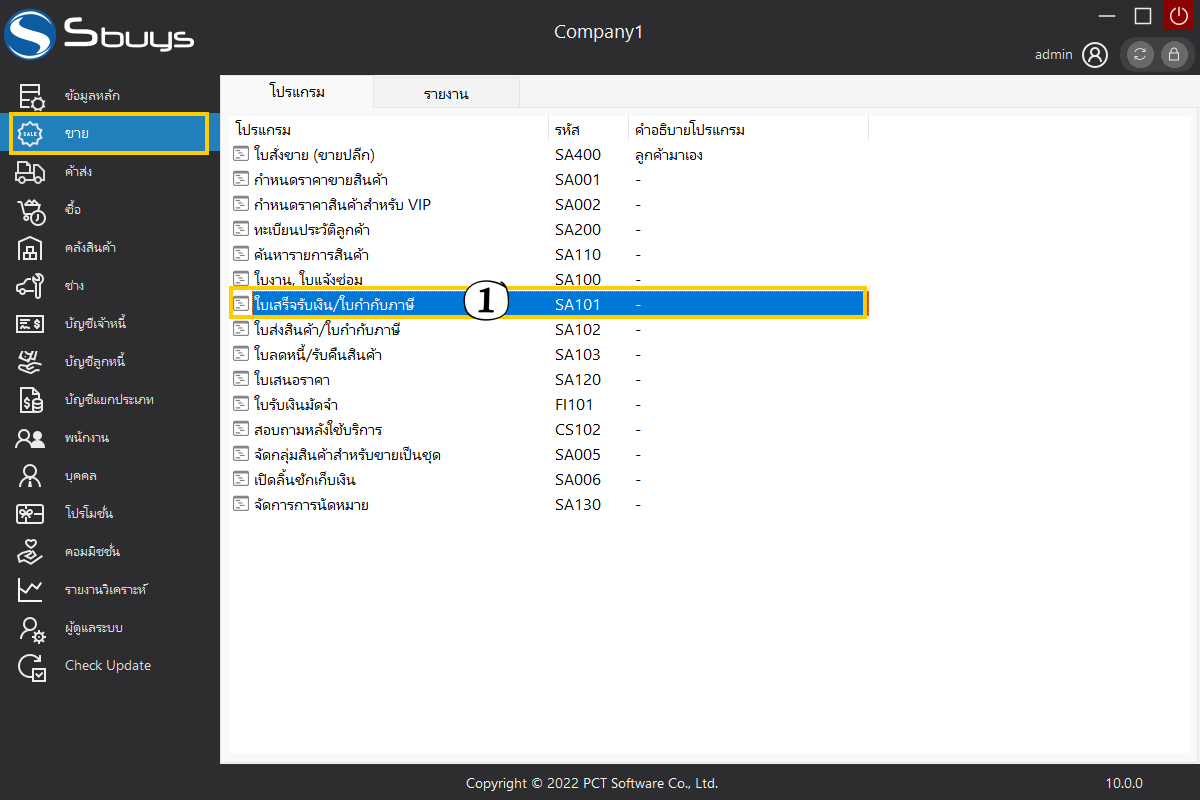 Sbuys
Company1
admin
ข้อมูลหลัก
SALE ขาย
ค้าส่ง
ซื้อ
คลังสินค้า
ช่าง
บัญชีเจ้าหนี้
บัญชีลูกหนี้
บัญชีแยกประเภท
พนักงาน
บุคคล
โปรโมชั่น
คอมมิชชั่น
รายงานวิเคราะห์
ผู้ดูแลระบบ
Check Update
โปรแกรม รายงาน
โปรแกรม รหัส คำอธิบายโปรแกรม
ใบสั่งขาย (ขายปลีก) SA400 ลูกค้ามาเอง
กำหนดราคาขายสินค้า SA001 -
กำหนดราคาสินค้าสำหรับ VIP SA002 -
ทะเบียนประวัติลูกค้า SA200 -
ค้นหารายการสินค้า SA110 -
ใบงาน, ใบแจ้งซ่อม SA100 -
ใบเสร็จรับเงิน/ใบกำกับภาษี 1 SA101 -
ใบส่งสินค้า/ใบกำกับภาษี SA102 -
ใบลดหนี้/รับคืนสินค้า SA103 -
ใบเสนอราคา SA120 -
ใบรับเงินมัดจำ FI101 -
สอบถามหลังใช้บริการ CS102 -
จัดกลุ่มสินค้าสำหรับขายเป็นชุด SA005 -
เปิดลิ้นชักเก็บเงิน SA006 -
จัดการการนัดหมาย SA130 -
Copyright © 2022 PCT Software Co., Ltd.
10.0.0